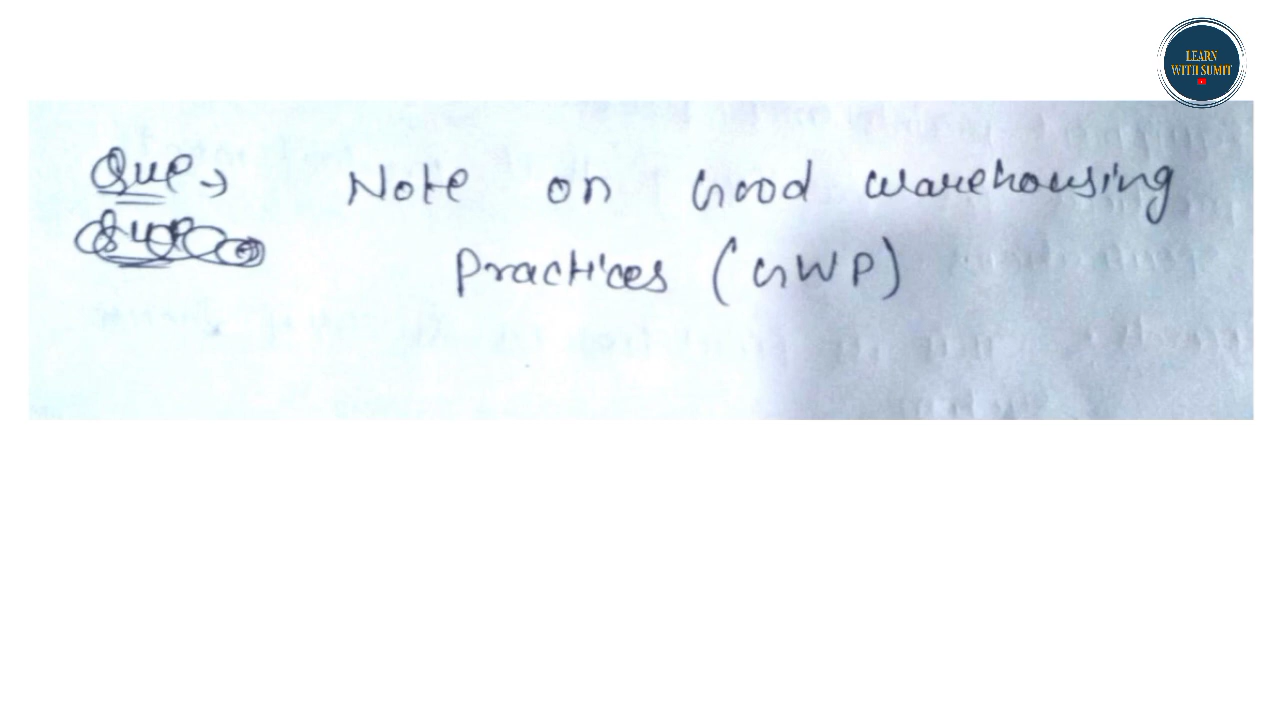 LEARN
WITH SUMIT
Que → Note on Good warehousing
Practices (GWP)